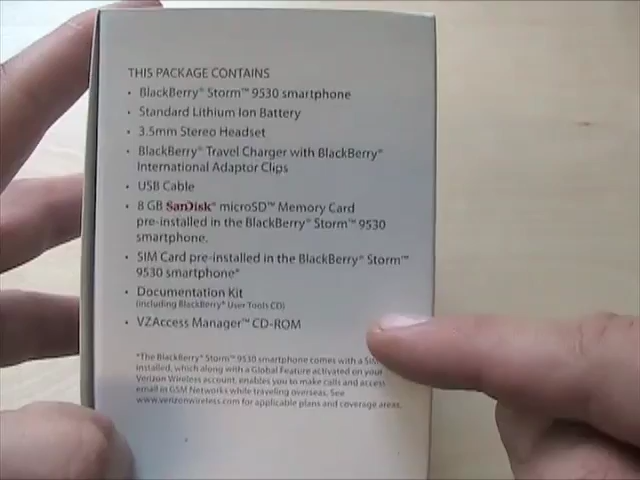 THIS PACKAGE CONTAINS
• BlackBerry® Storm™ 9530 smartphone
• Standard Lithium Ion Battery
• 3.5mm Stereo Headset
• BlackBerry® Travel Charger with BlackBerry®
International Adaptor Clips
• USB Cable
• 8 GB SanDisk® microSD™ Memory Card
pre-installed in the BlackBerry® Storm™ 9530
smartphone.
• SIM Card pre-installed in the BlackBerry® Storm™
9530 smartphone*
• Documentation Kit
(including BlackBerry® User Tools CD)
• VZAccess Manager™ CD-ROM
*The BlackBerry® Storm™ 9530 smartphone comes with a SIM
installed, which along with a Global Feature activated on your
Verizon Wireless account, enables you to make calls and access
email in GSM Networks while traveling overseas. See
www.verizonwireless.com for applicable plans and coverage areas.